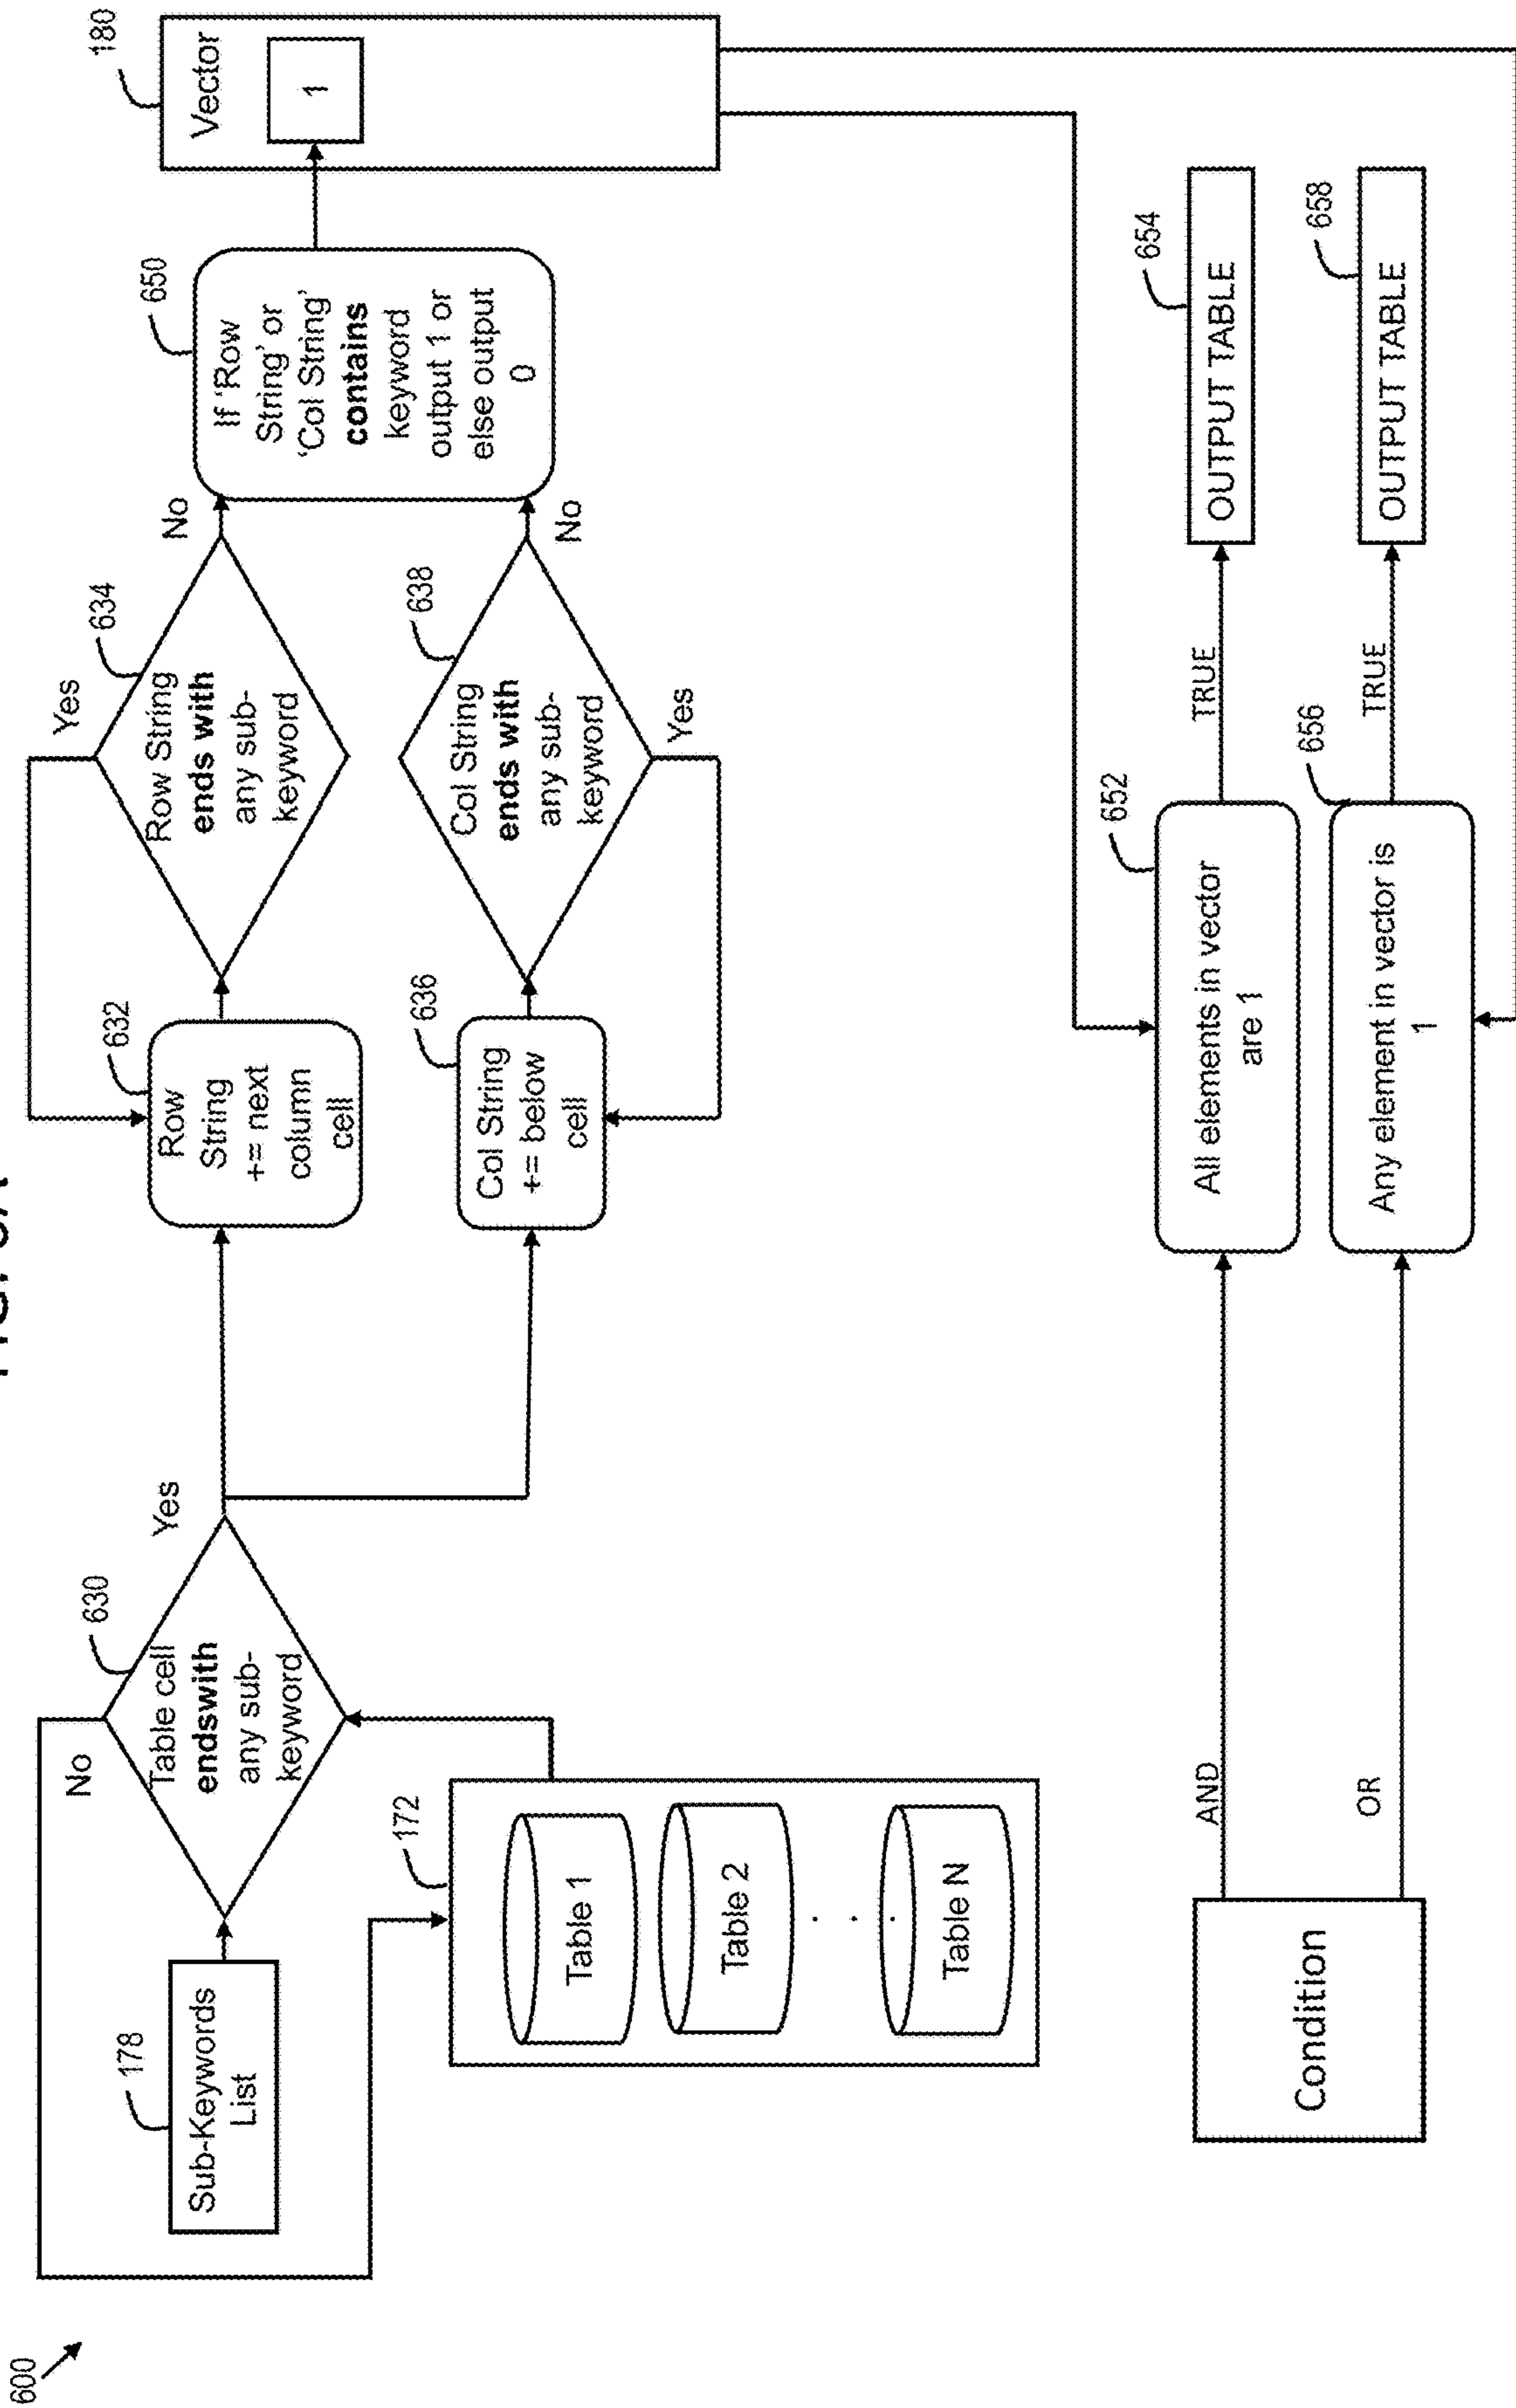 600
178
Sub-Keywords
List
No
630
Table cell
endswith
any sub-
keyword
Yes
172
Table 1
Table 2
. . .
Table N
632
Row
String
+= next
column
cell
634
Row String
ends with
any sub-
keyword
Yes
No
636
Col String
+= below
cell
638
Col String
ends with
any sub-
keyword
Yes
No
650
If 'Row
String' or
'Col String'
contains
keyword
output 1 or
else output
0
180
Vector
1
Condition
AND
OR
652
All elements in vector
are 1
TRUE
654
OUTPUT TABLE
656
Any element in vector is
1
TRUE
658
OUTPUT TABLE